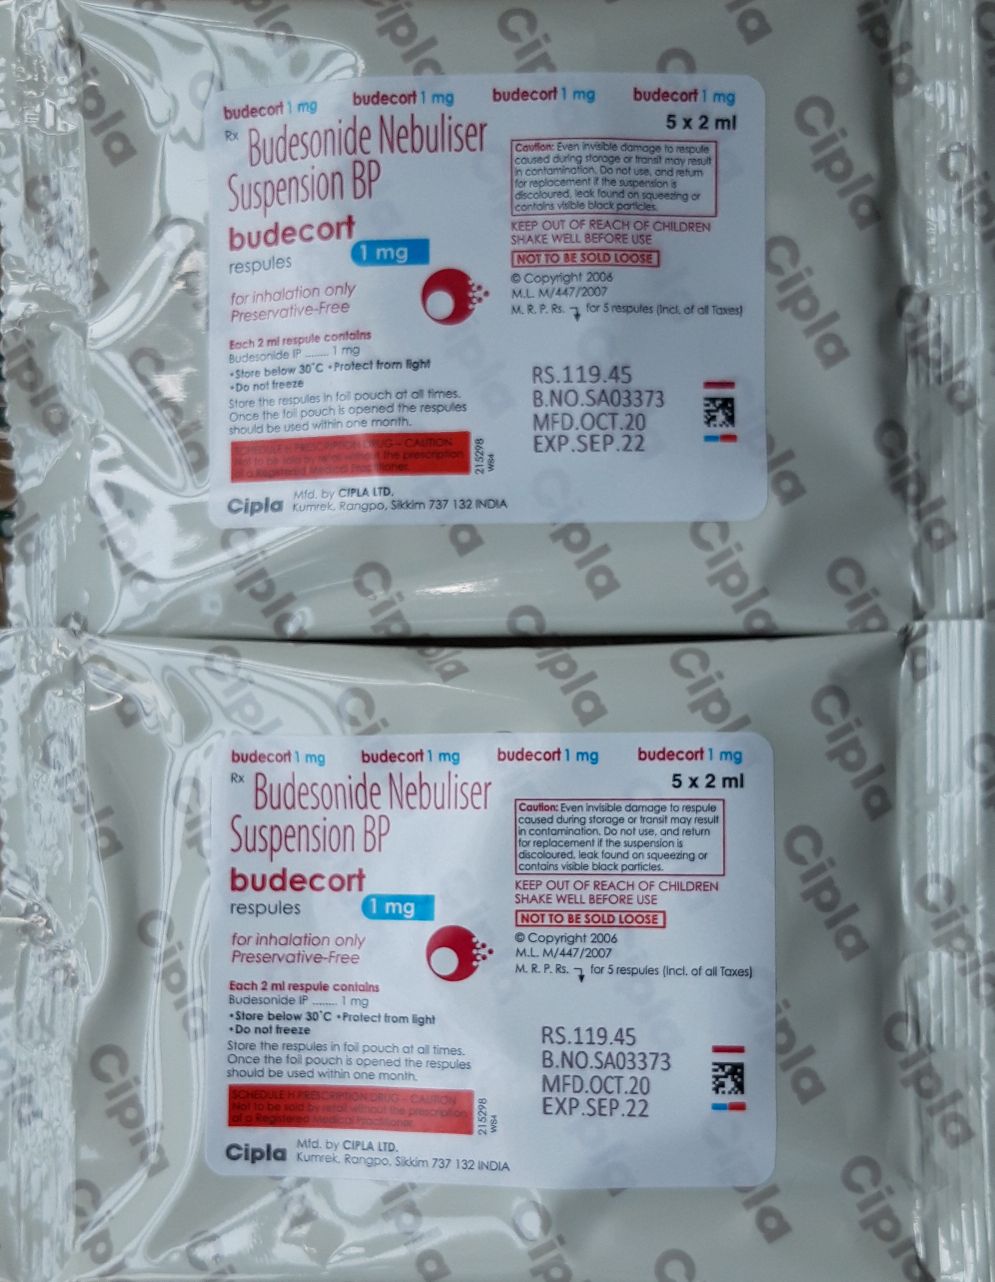 budecort 1 mg budecort 1 mg budecort 1 mg budecort 1 mg
Rx Budesonide Nebuliser
Suspension BP
budecort
respules 1 mg
for inhalation only
Preservative-Free
Each 2 ml respule contains
Budesonide IP ........ 1 mg
•Store below 30°C •Protect from light
•Do not freeze
Store the respules in foil pouch at all times.
Once the foil pouch is opened the respules
should be used within one month.
SCHEDULE H PRESCRIPTION DRUG – CAUTION
Not to be sold by retail without the prescription
of a Registered Medical Practitioner.
215298
WS4
Cipla Mfd. by CIPLA LTD.
Kumrek, Rangpo, Sikkim 737 132 INDIA
5 x 2 ml
Caution: Even invisible damage to respule
caused during storage or transit may result
in contamination. Do not use, and return
for replacement if the suspension is
discoloured, leak found on squeezing or
contains visible black particles.
KEEP OUT OF REACH OF CHILDREN
SHAKE WELL BEFORE USE
NOT TO BE SOLD LOOSE
© Copyright 2006
M.L. M/447/2007
M. R. P. Rs. for 5 respules (Incl. of all Taxes)
RS.119.45
B.NO.SA03373
MFD.OCT.20
EXP.SEP.22
budecort 1 mg budecort 1 mg budecort 1 mg budecort 1 mg
Rx Budesonide Nebuliser
Suspension BP
budecort
respules 1 mg
for inhalation only
Preservative-Free
Each 2 ml respule contains
Budesonide IP ........ 1 mg
•Store below 30°C •Protect from light
•Do not freeze
Store the respules in foil pouch at all times.
Once the foil pouch is opened the respules
should be used within one month.
SCHEDULE H PRESCRIPTION DRUG – CAUTION
Not to be sold by retail without the prescription
of a Registered Medical Practitioner.
215298
WS4
Cipla Mfd. by CIPLA LTD.
Kumrek, Rangpo, Sikkim 737 132 INDIA
5 x 2 ml
Caution: Even invisible damage to respule
caused during storage or transit may result
in contamination. Do not use, and return
for replacement if the suspension is
discoloured, leak found on squeezing or
contains visible black particles.
KEEP OUT OF REACH OF CHILDREN
SHAKE WELL BEFORE USE
NOT TO BE SOLD LOOSE
© Copyright 2006
M.L. M/447/2007
M. R. P. Rs. for 5 respules (Incl. of all Taxes)
RS.119.45
B.NO.SA03373
MFD.OCT.20
EXP.SEP.22